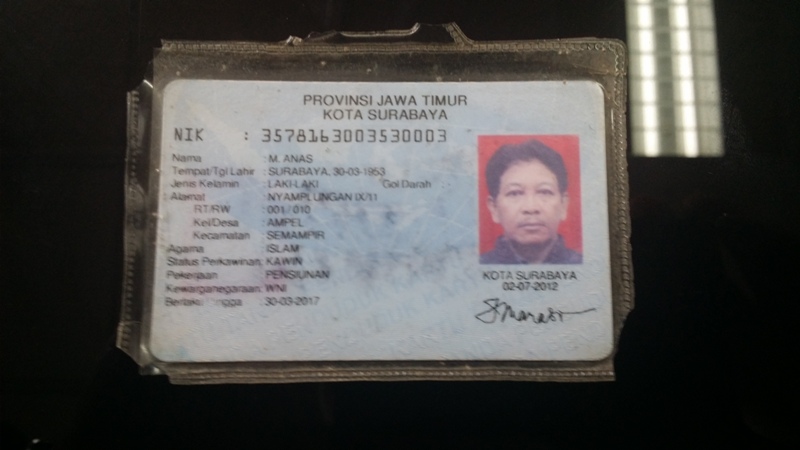 PROVINSI JAWA TIMUR
KOTA SURABAYA
NIK : 3578163003530003
Nama : M. ANAS
Tempat/Tgl Lahir : SURABAYA, 30-03-1953
Jenis Kelamin : LAKI-LAKI Gol Darah :
Alamat : NYAMPLUNGAN IX/11
RT/RW : 001/010
Kel/Desa : AMPEL
Kecamatan : SEMAMPIR
Agama : ISLAM
Status Perkawinan: KAWIN
Pekerjaan : PENSIUNAN
Kewarganegaraan: WNI
Berlaku Hingga : 30-03-2017
KOTA SURABAYA
02-07-2012